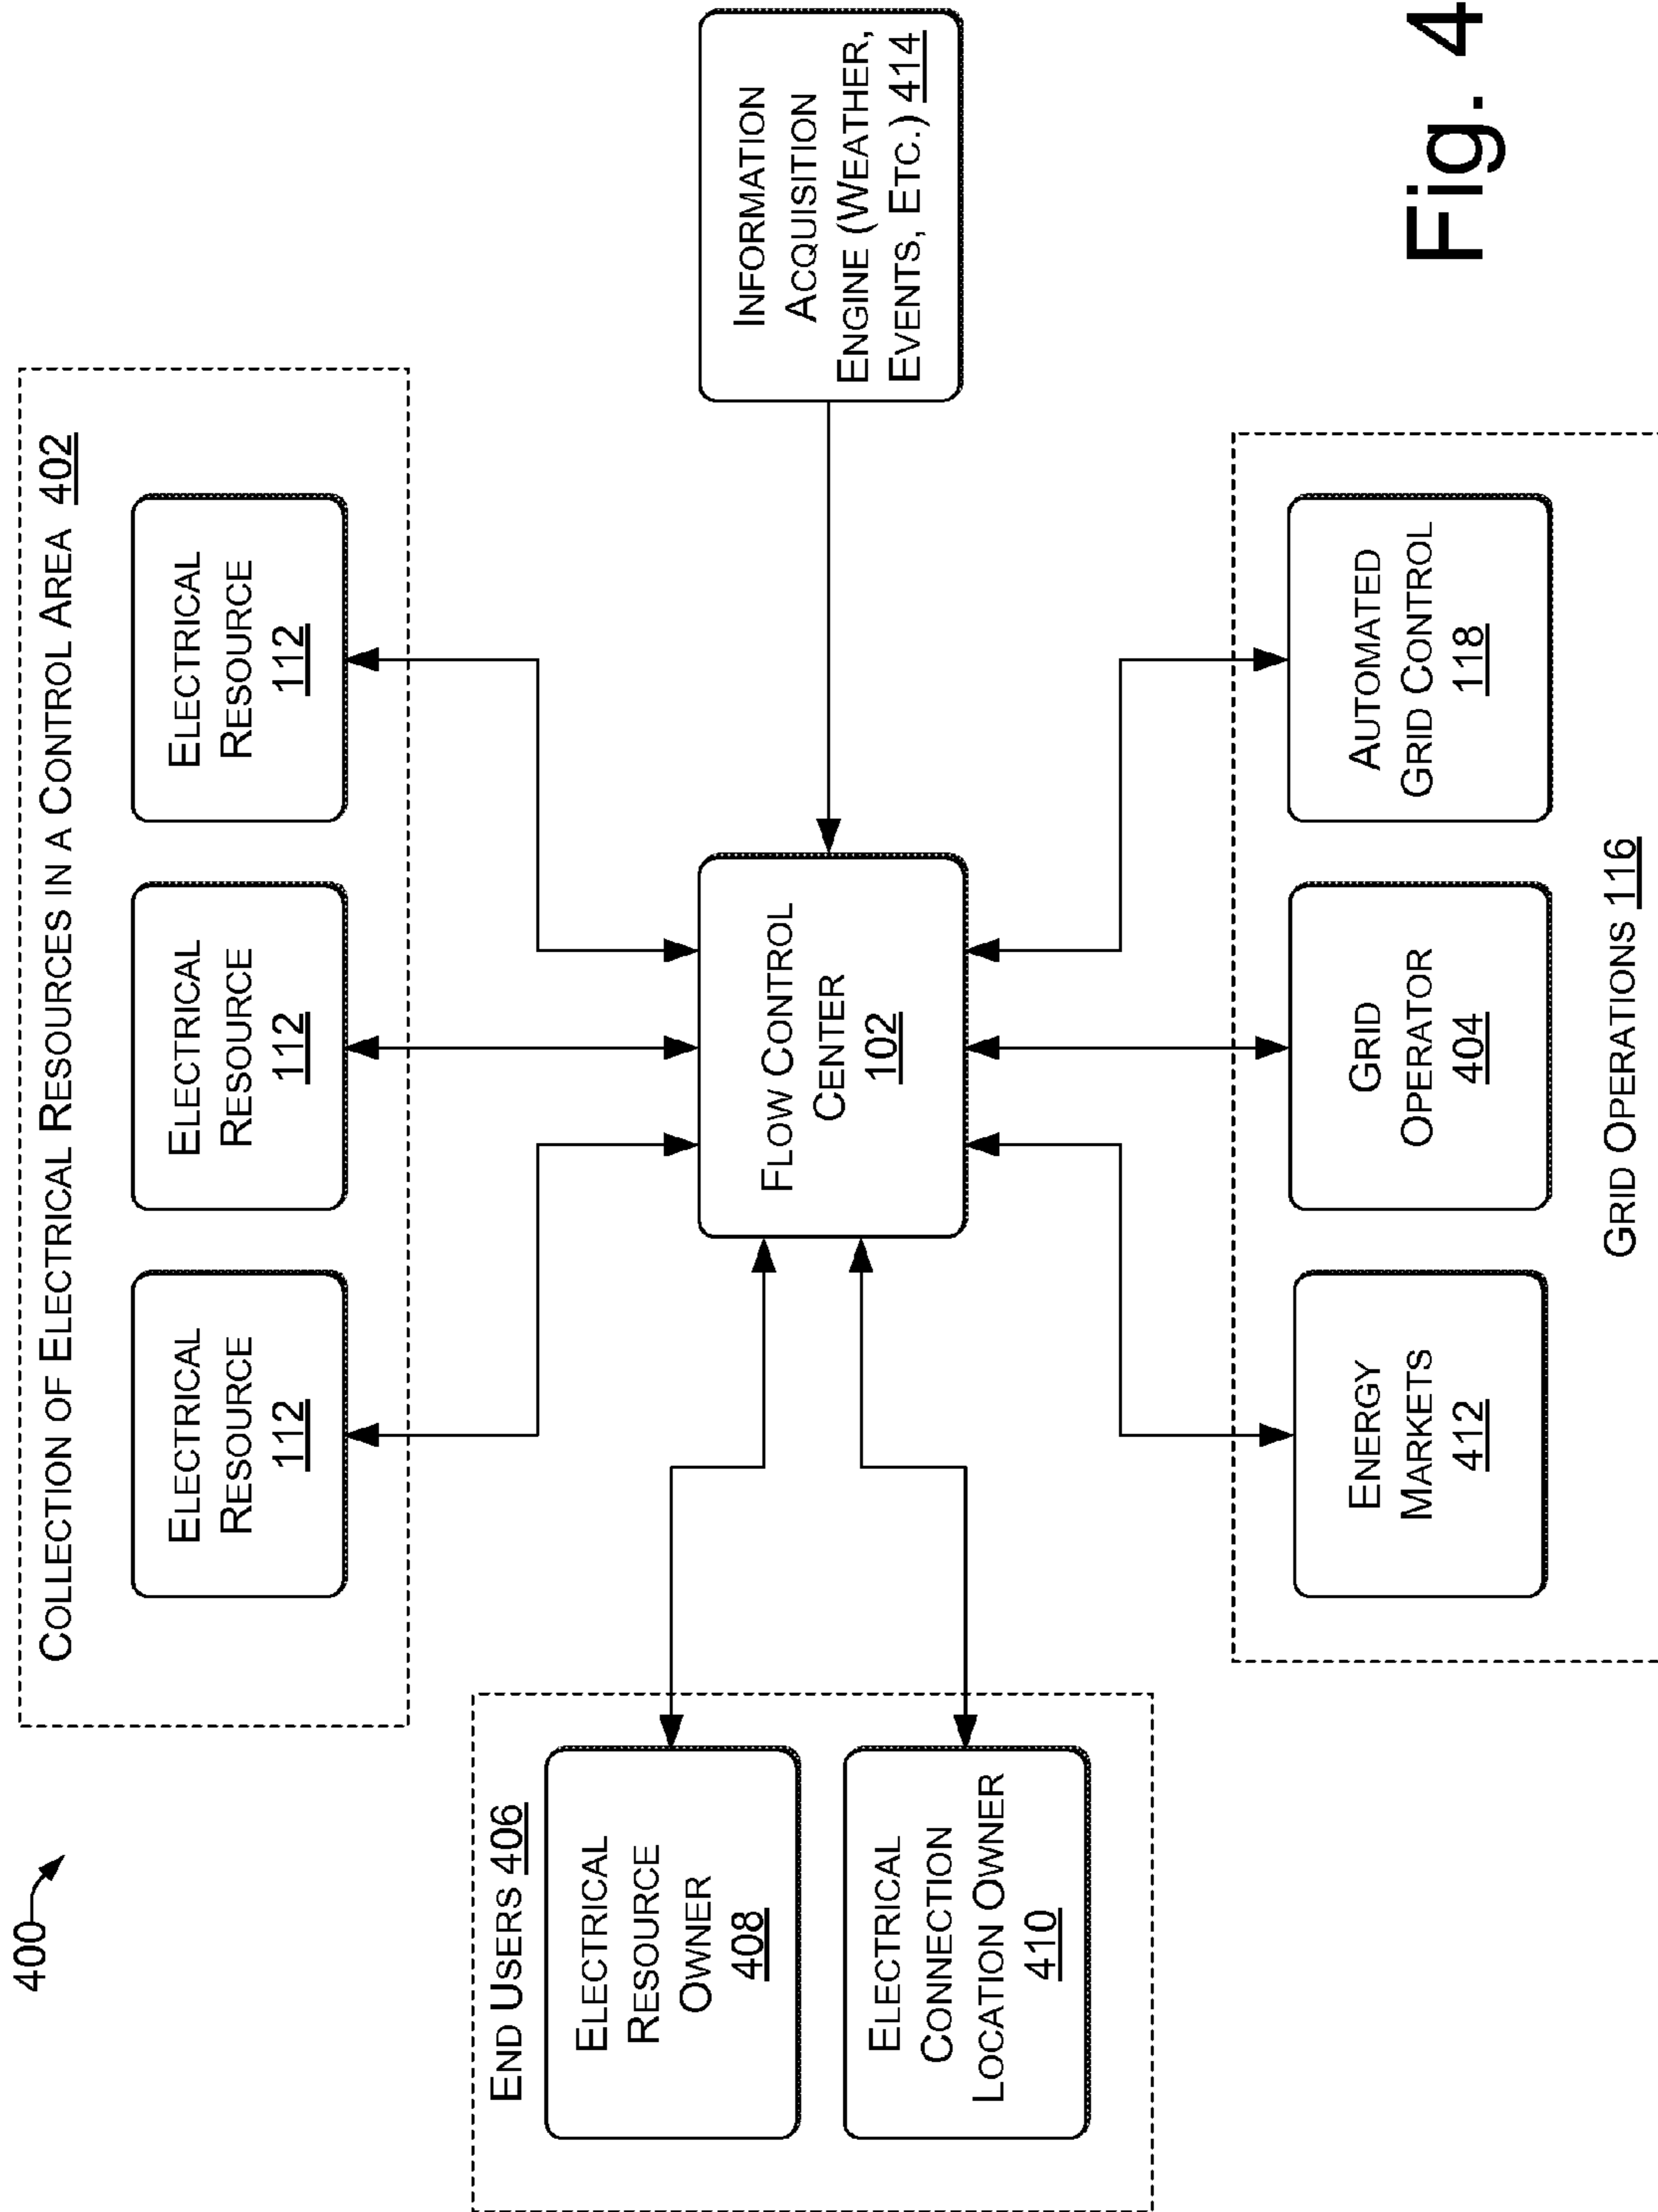 400
COLLECTION OF ELECTRICAL RESOURCES IN A CONTROL AREA 402
ELECTRICAL
RESOURCE
112
ELECTRICAL
RESOURCE
112
ELECTRICAL
RESOURCE
112
END USERS 406
ELECTRICAL
RESOURCE
OWNER
408
ELECTRICAL
CONNECTION
LOCATION OWNER
410
FLOW CONTROL
CENTER
102
INFORMATION
ACQUISITION
ENGINE (WEATHER,
EVENTS, ETC.) 414
ENERGY
MARKETS
412
GRID
OPERATOR
404
AUTOMATED
GRID CONTROL
118
GRID OPERATIONS 116
Fig. 4